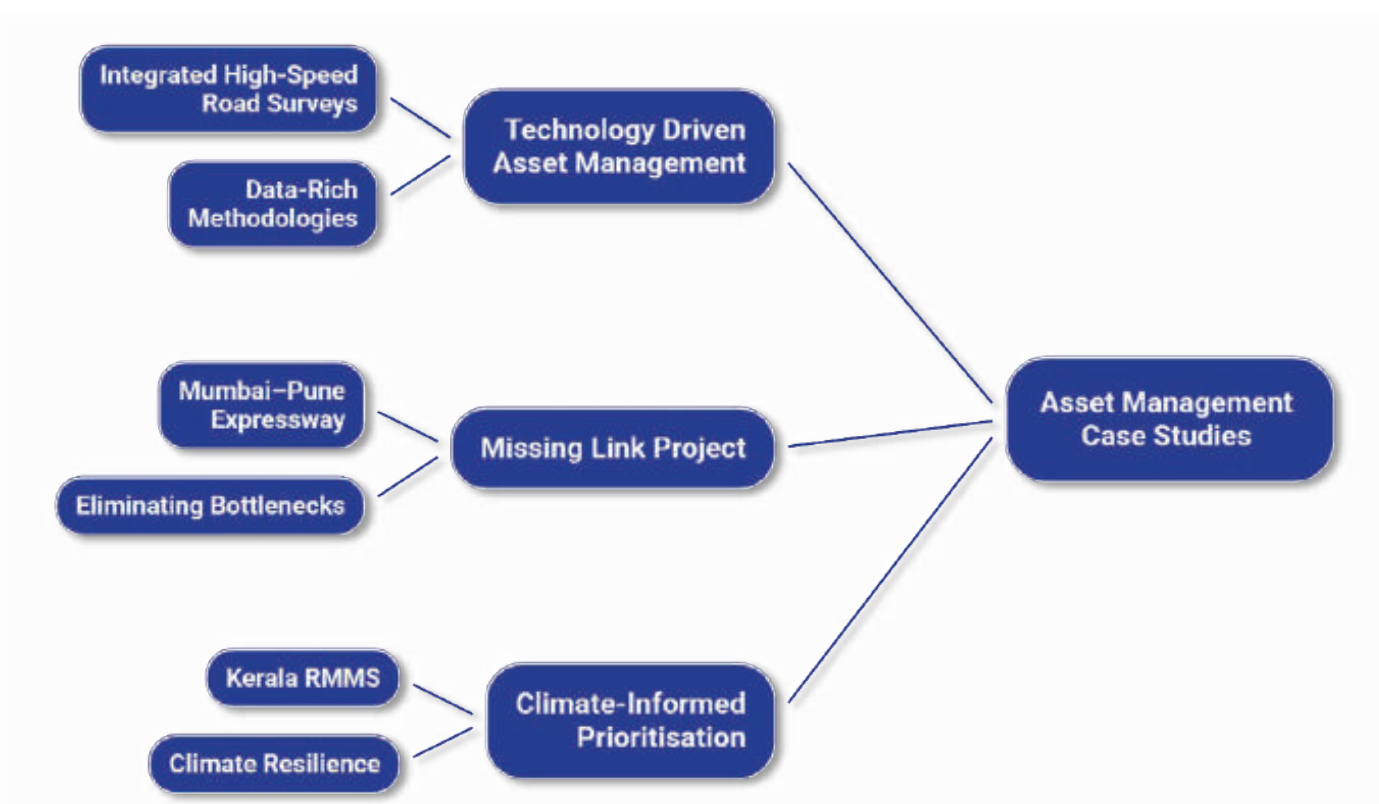 Integrated High-Speed
Road Surveys
Technology Driven
Asset Management
Data-Rich
Methodologies
Mumbai–Pune
Expressway
Missing Link Project
Eliminating Bottlenecks
Asset Management
Case Studies
Kerala RMMS
Climate-Informed
Prioritisation
Climate Resilience